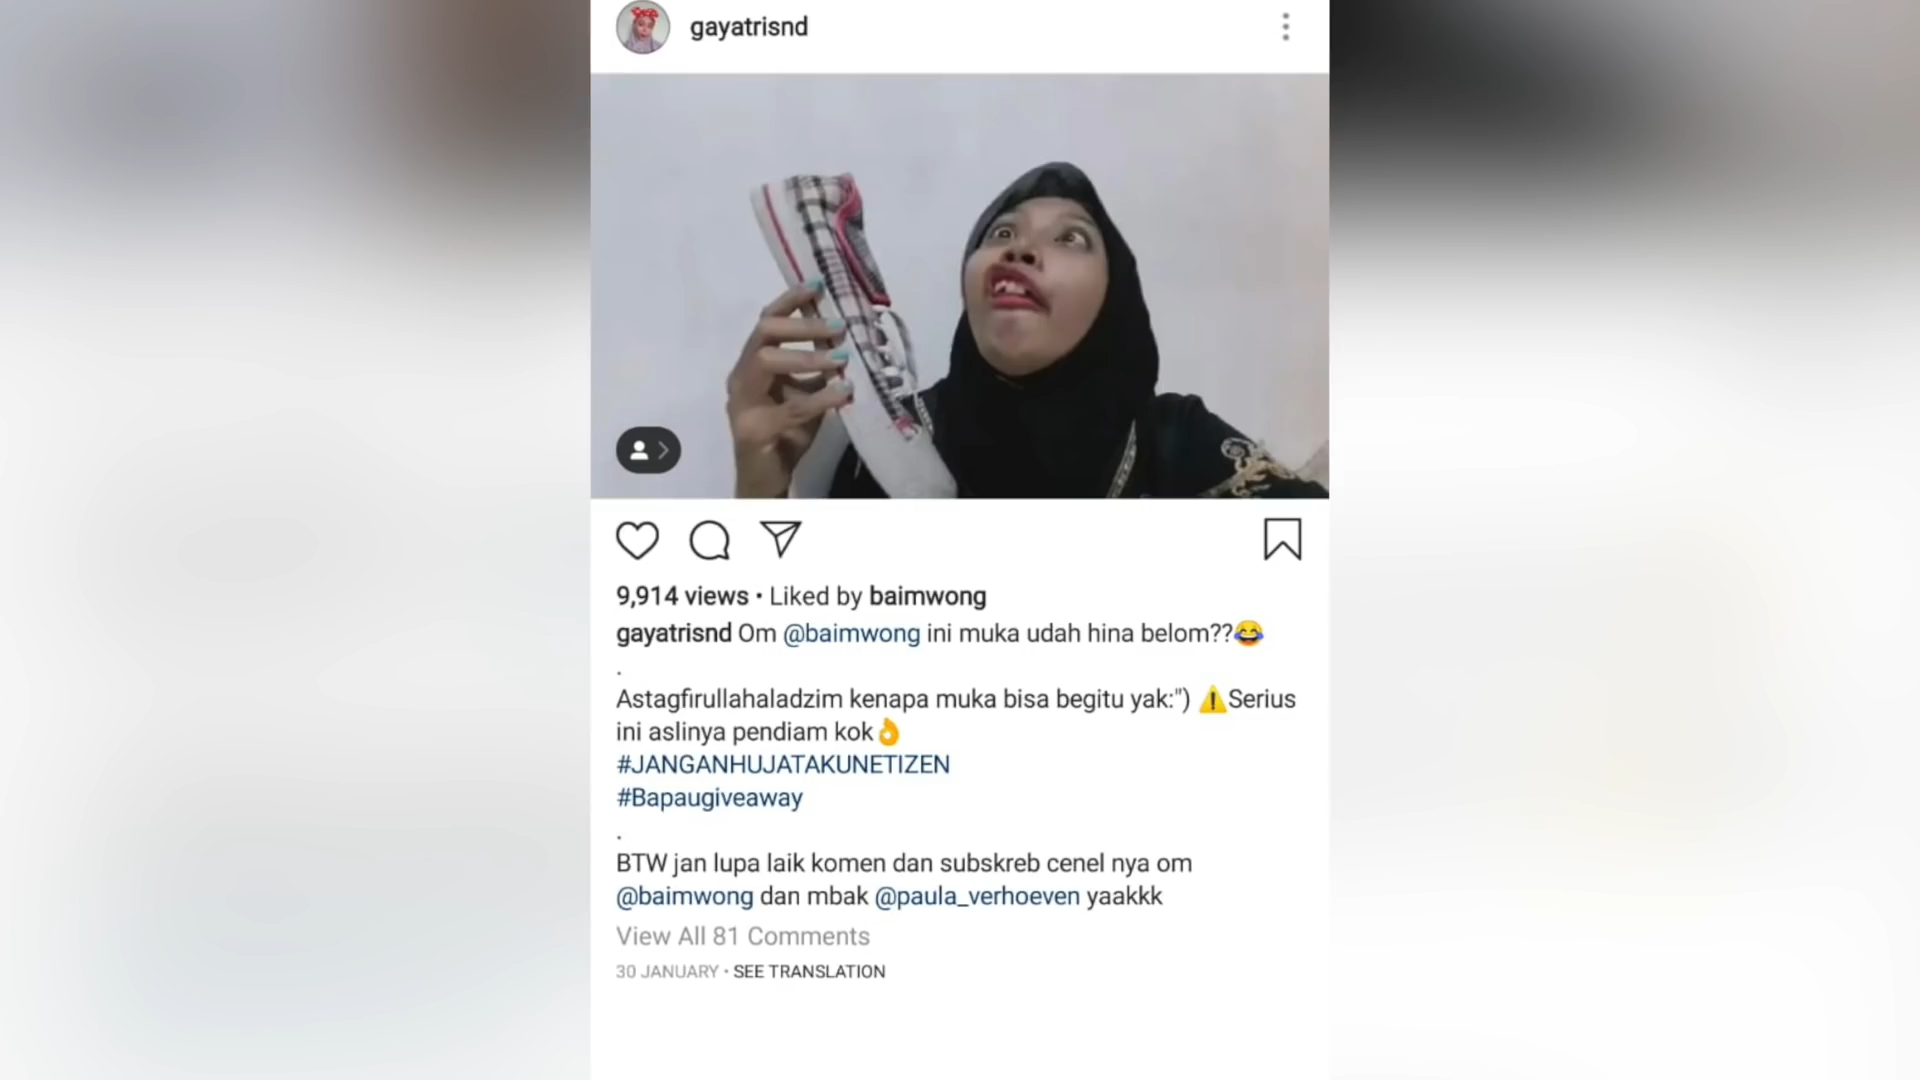 gayatrisnd
9,914 views • Liked by baimwong
gayatrisnd Om @baimwong ini muka udah hina belom??😂
.
Astagfirullahaladzim kenapa muka bisa begitu yak:") ⚠️Serius
ini aslinya pendiam kok👌
#JANGANHUJATAKUNETIZEN
#Bapaugiveaway
.
BTW jan lupa laik komen dan subskreb cenel nya om
@baimwong dan mbak @paula_verhoeven yaakkk
View All 81 Comments
30 JANUARY • SEE TRANSLATION